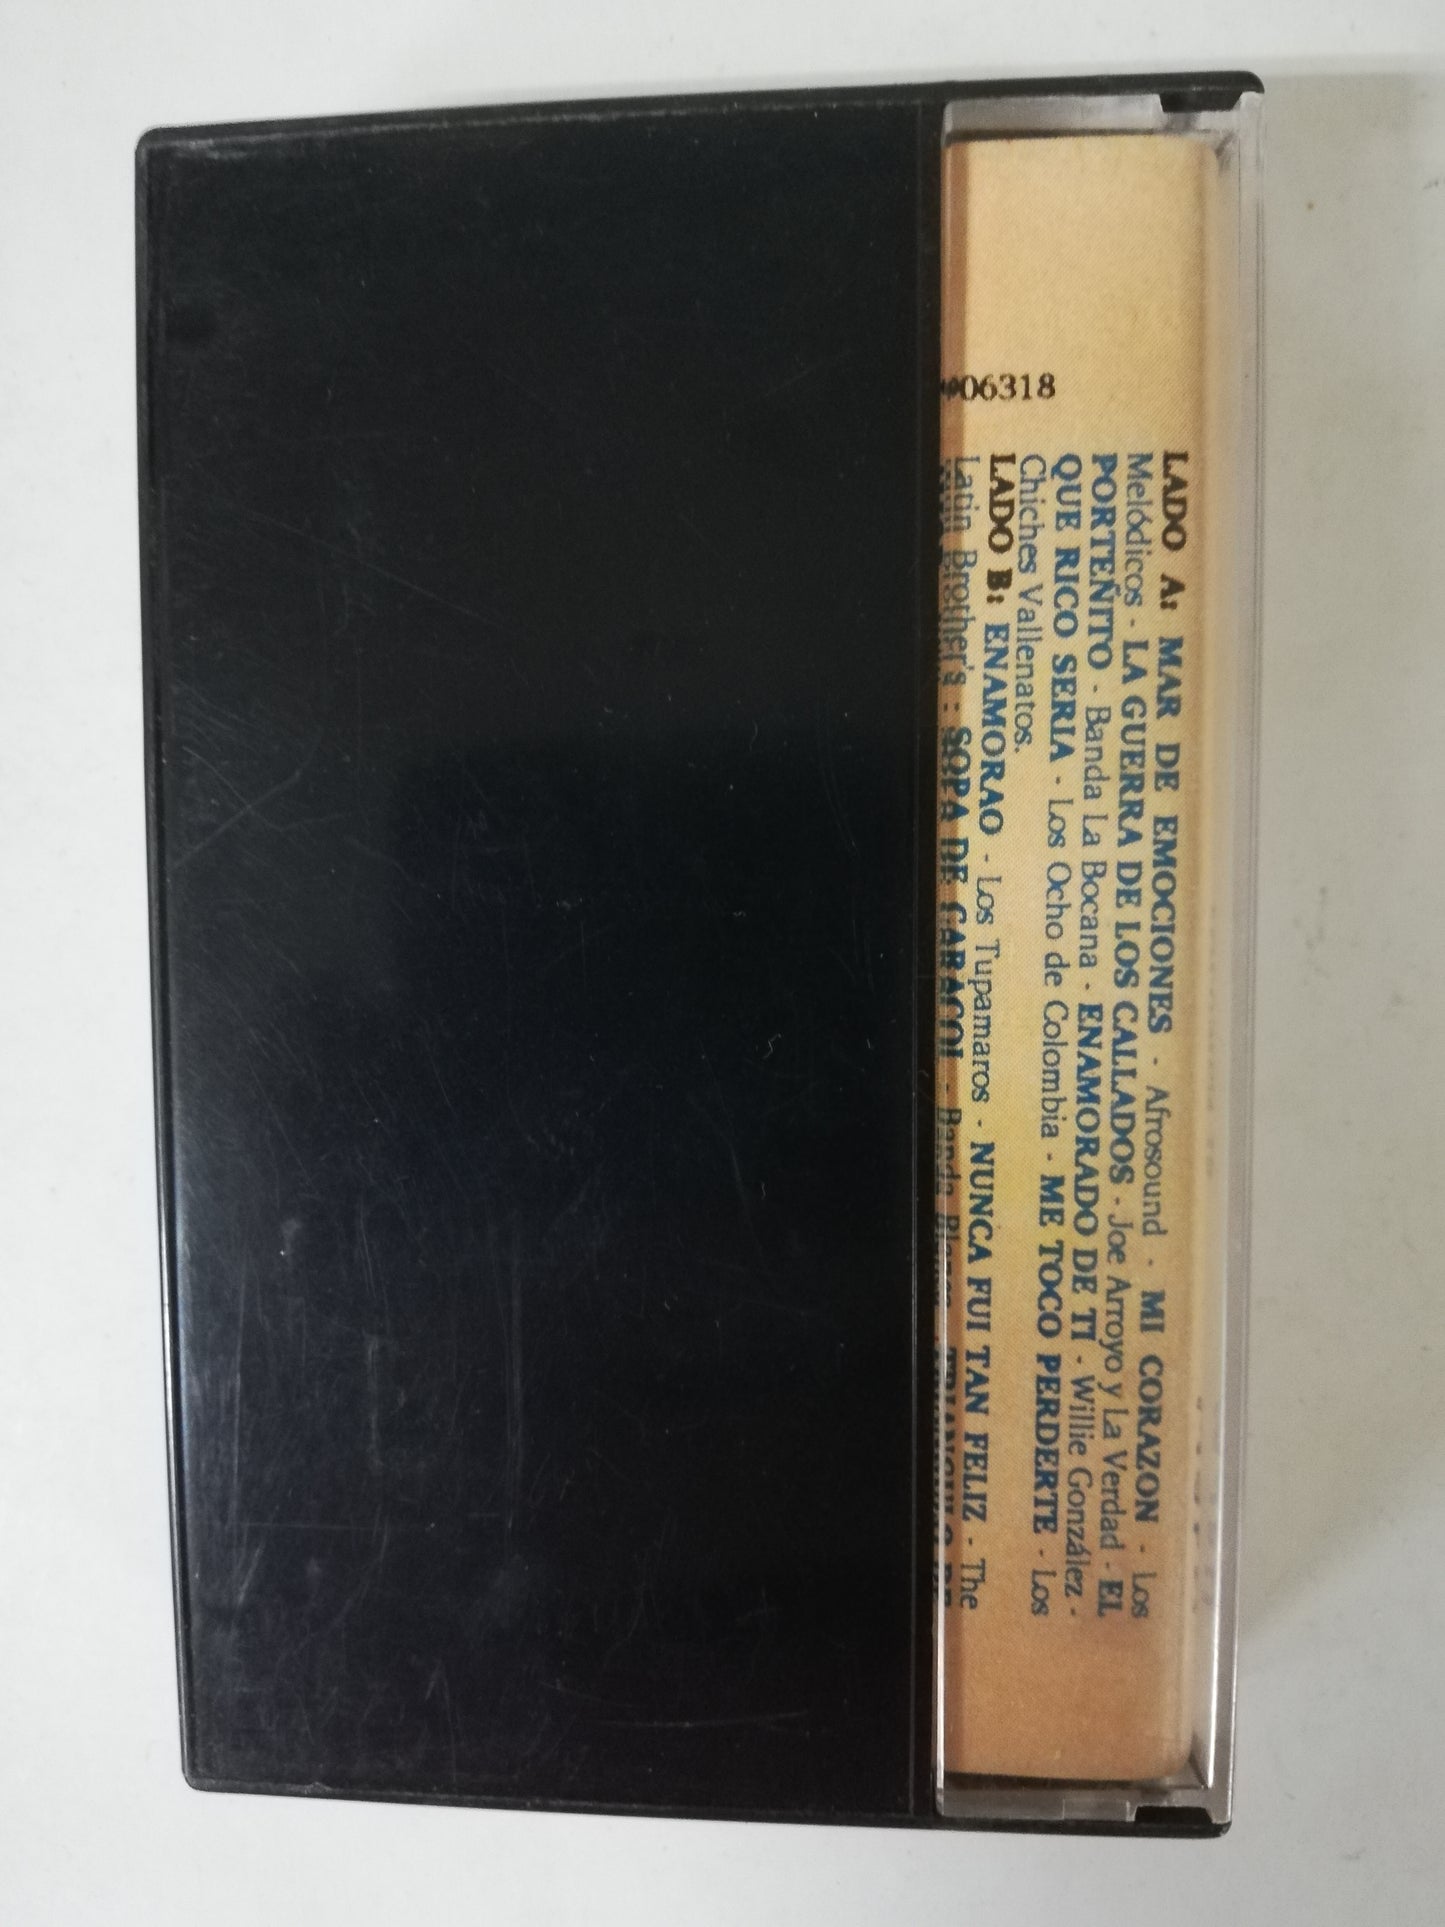 06318
LADO A: MAR DE EMOCIONES - Afrosound - MI CORAZON - Los
Melódicos - LA GUERRA DE LOS CALLADOS - Joe Arroyo y La Verdad - EL
PORTEÑITO - Banda La Bocana - ENAMORADO DE TI - Willie González -
QUE RICO SERIA - Los Ocho de Colombia - ME TOCO PERDERTE - Los
Chiches Vallenatos.
LADO B: ENAMORAO - Los Tupamaros - NUNCA FUI TAN FELIZ - The
Latin Brother's : SOPA DE CARACOL - Banda Blanca - TRIANGULO DE